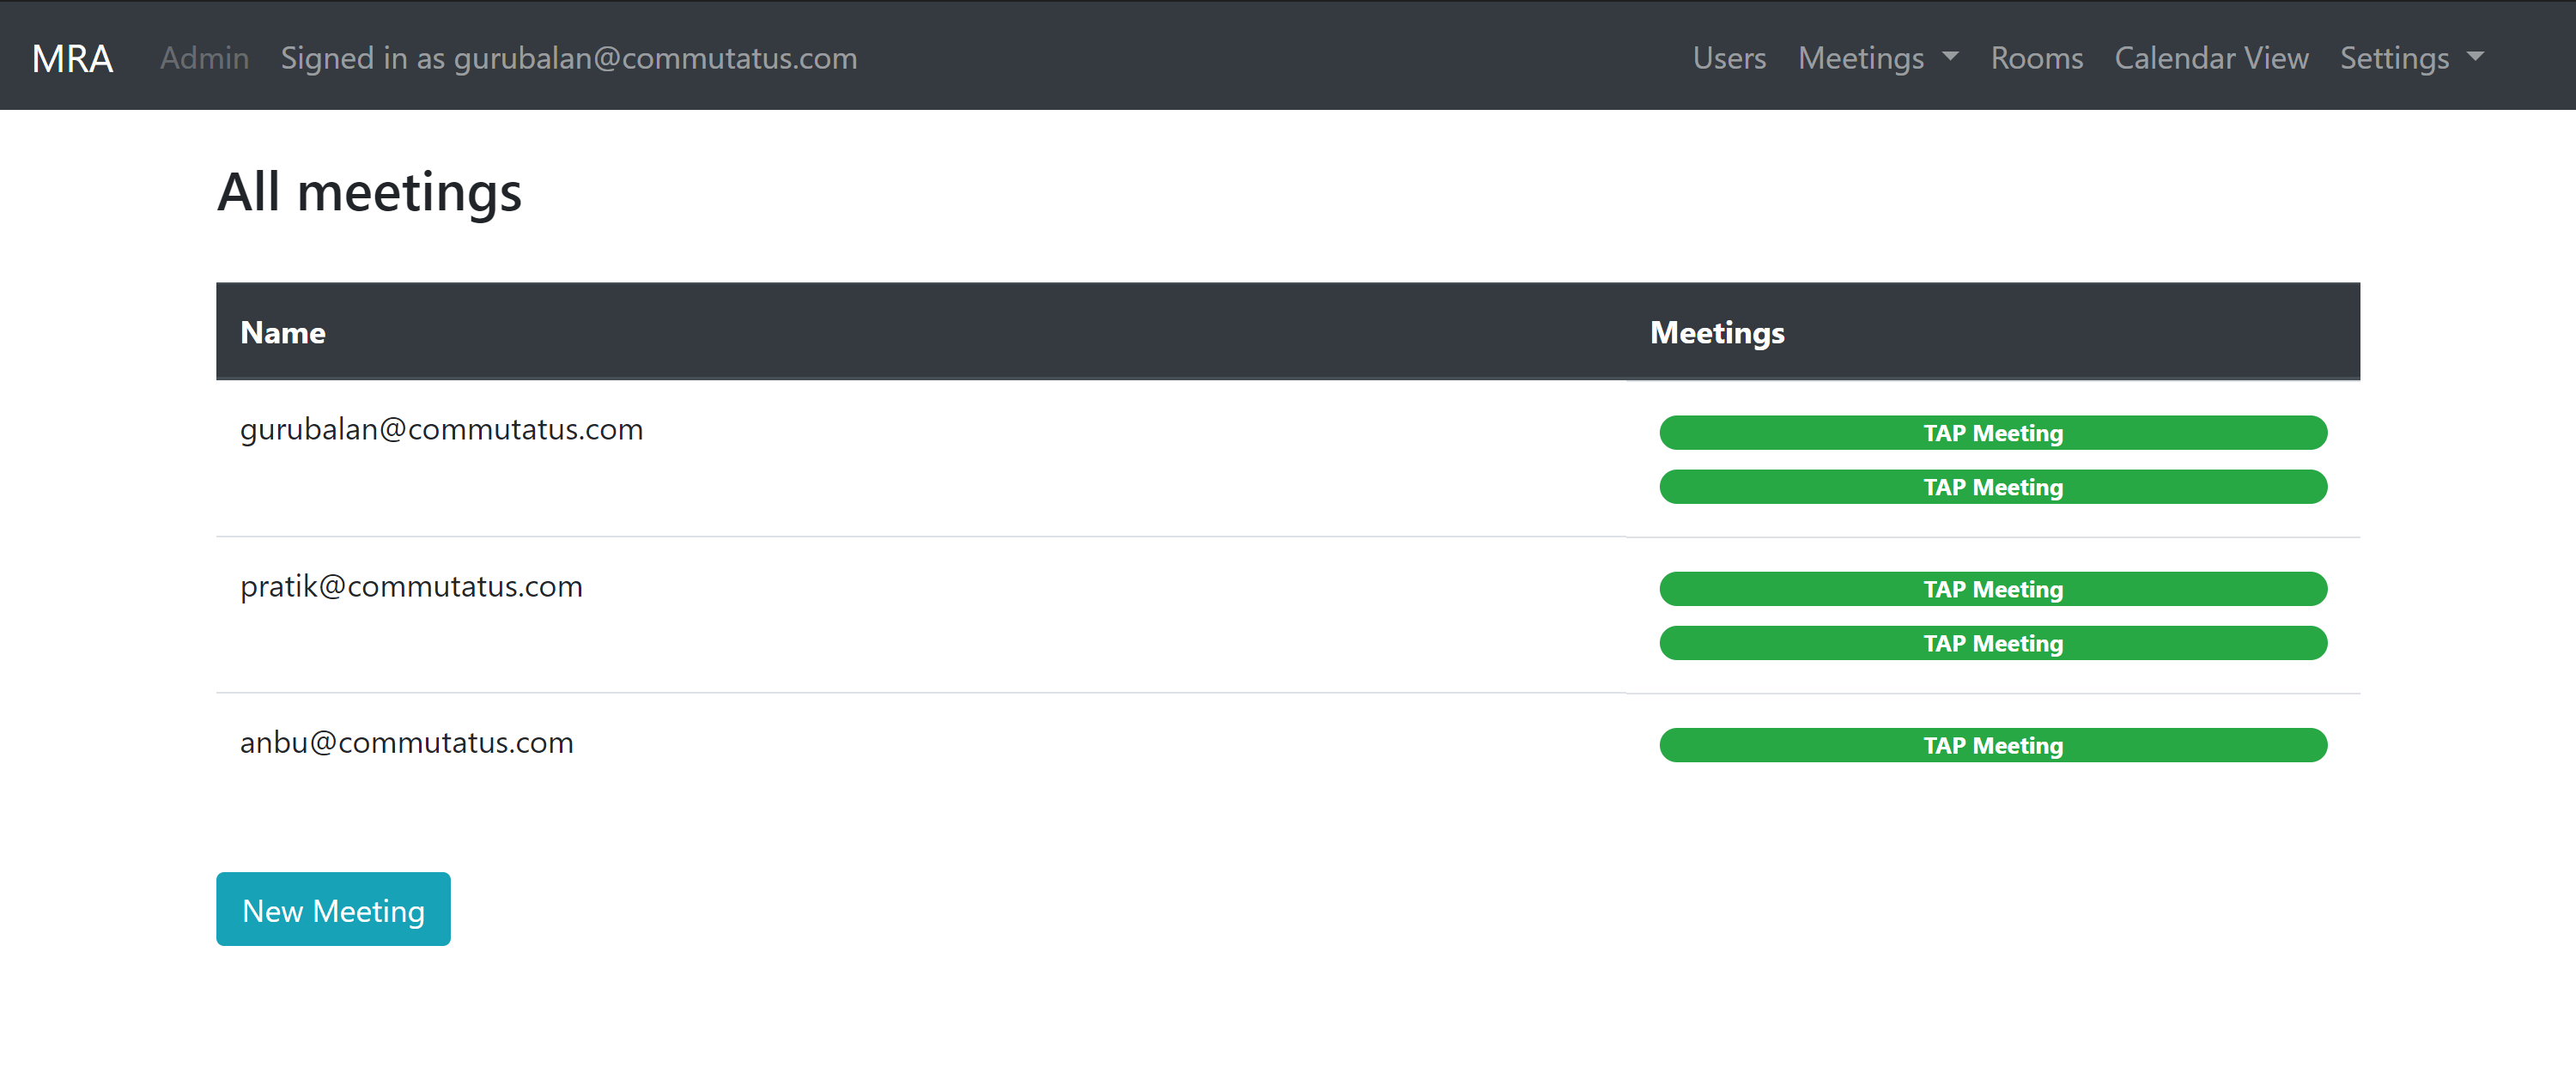 MRA Admin Signed in as gurubalan@commutatus.com Users Meetings Rooms Calendar View Settings
All meetings
Name Meetings
gurubalan@commutatus.com TAP Meeting
TAP Meeting
pratik@commutatus.com TAP Meeting
TAP Meeting
anbu@commutatus.com TAP Meeting
New Meeting